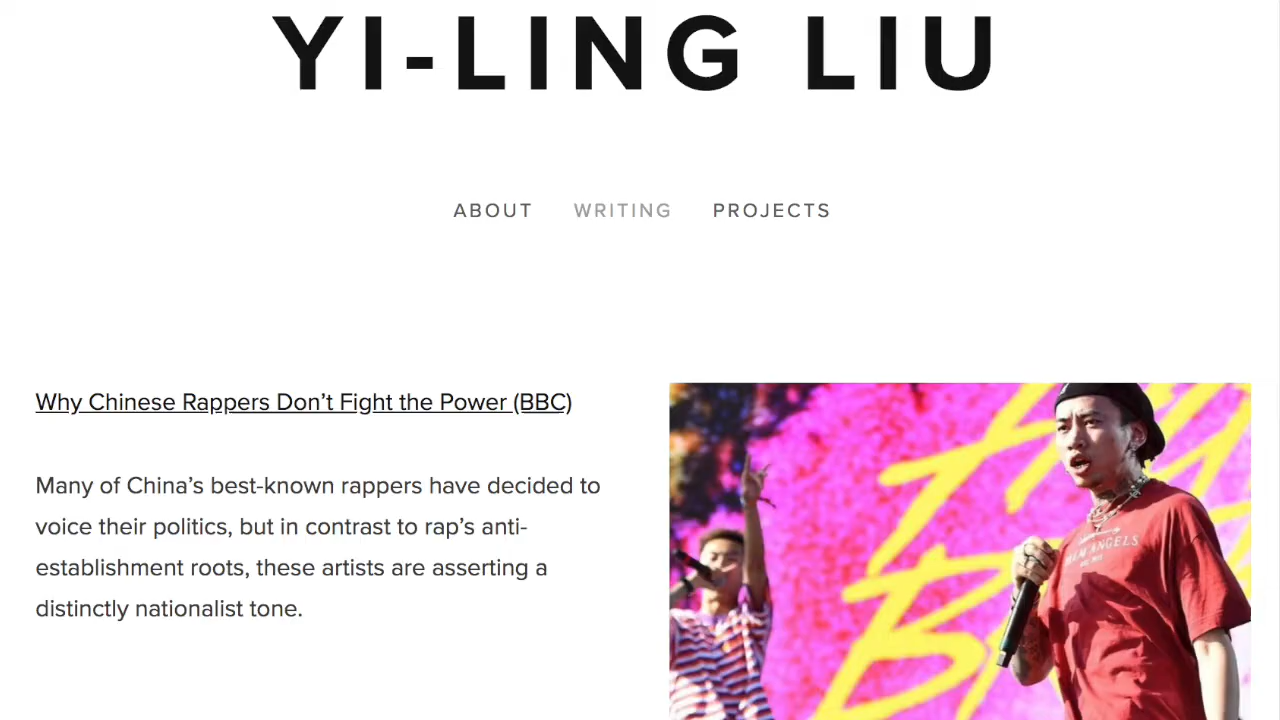 YI-LING LIU
ABOUT WRITING PROJECTS
Why Chinese Rappers Don’t Fight the Power (BBC)
Many of China’s best-known rappers have decided to
voice their politics, but in contrast to rap’s anti-
establishment roots, these artists are asserting a
distinctly nationalist tone.